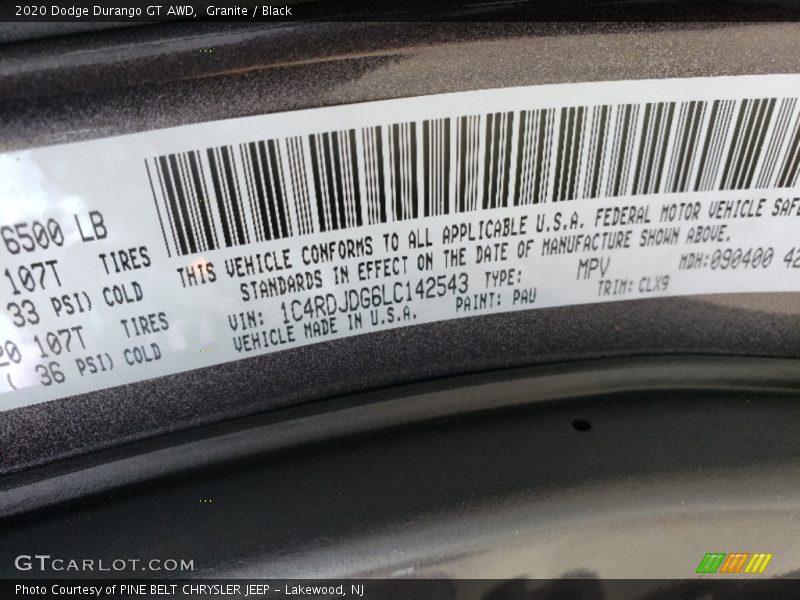 2020 Dodge Durango GT AWD,  Granite / Black
6500 LB
107T TIRES
33 PSI) COLD
20 107T TIRES
( 36 PSI) COLD
THIS VEHICLE CONFORMS TO ALL APPLICABLE U.S.A. FEDERAL MOTOR VEHICLE SAFE
STANDARDS IN EFFECT ON THE DATE OF MANUFACTURE SHOWN ABOVE.
VIN: 1C4RDJDG6LC142543 TYPE: MPV MDH:090400 42
VEHICLE MADE IN U.S.A. PAINT: PAU TRIM: CLX9
GTCARLOT.COM
Photo Courtesy of PINE BELT CHRYSLER JEEP - Lakewood, NJ